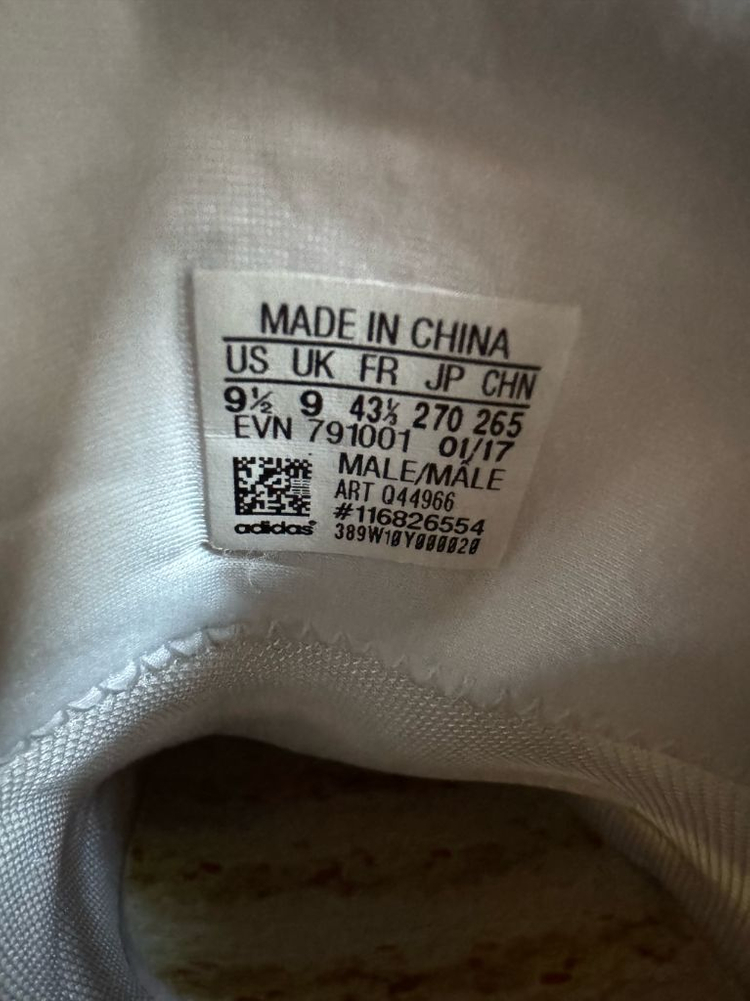 MADE IN CHINA
US UK FR JP CHN
9½ 9 43⅓ 270 265
EVN 791001 01/17
MALE/MÂLE
ART Q44966
#116826554
adidas® 389W10Y000020